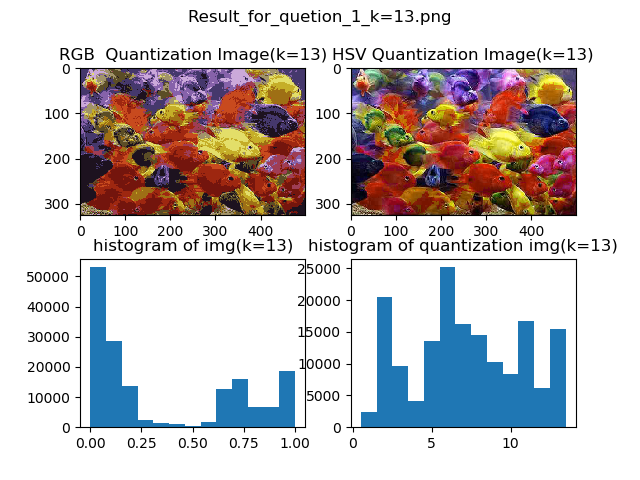 Result_for_quetion_1_k=13.png
RGB  Quantization Image(k=13) HSV Quantization Image(k=13)
0
100
200
300
0 100 200 300 400
0
100
200
300
0 100 200 300 400
histogram of img(k=13)
histogram of quantization img(k=13)
50000
40000
30000
20000
10000
0
0.00 0.25 0.50 0.75 1.00
25000
20000
15000
10000
5000
0
0 5 10